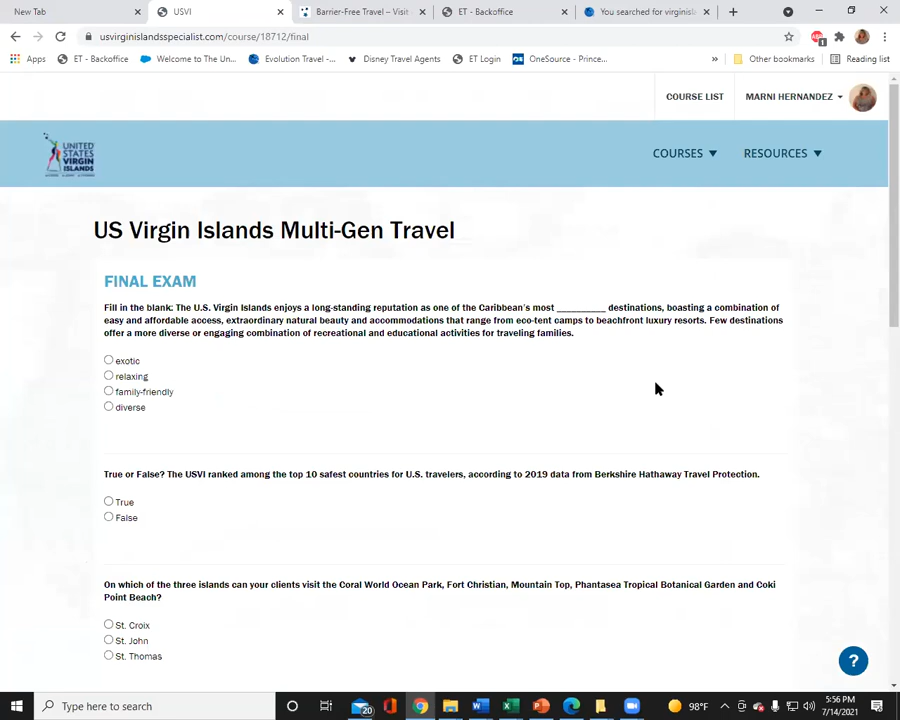 New Tab
USVI
Barrier-Free Travel – Visit
ET - Backoffice
You searched for virginisl
usvirginislandsspecialist.com/course/18712/final
Apps
ET - Backoffice
Welcome to The Un...
Evolution Travel -...
Disney Travel Agents
ET Login
OneSource - Prince...
»
Other bookmarks
Reading list
COURSE LIST
MARNI HERNANDEZ
UNITED
STATES
VIRGIN
ISLANDS
COURSES
RESOURCES
US Virgin Islands Multi-Gen Travel
FINAL EXAM
Fill in the blank: The U.S. Virgin Islands enjoys a long-standing reputation as one of the Caribbean's most __________ destinations, boasting a combination of
easy and affordable access, extraordinary natural beauty and accommodations that range from eco-tent camps to beachfront luxury resorts. Few destinations
offer a more diverse or engaging combination of recreational and educational activities for traveling families.
exotic
relaxing
family-friendly
diverse
True or False? The USVI ranked among the top 10 safest countries for U.S. travelers, according to 2019 data from Berkshire Hathaway Travel Protection.
True
False
On which of the three islands can your clients visit the Coral World Ocean Park, Fort Christian, Mountain Top, Phantasea Tropical Botanical Garden and Coki
Point Beach?
St. Croix
St. John
St. Thomas
?
Type here to search
20
98°F
5:56 PM
7/14/2021